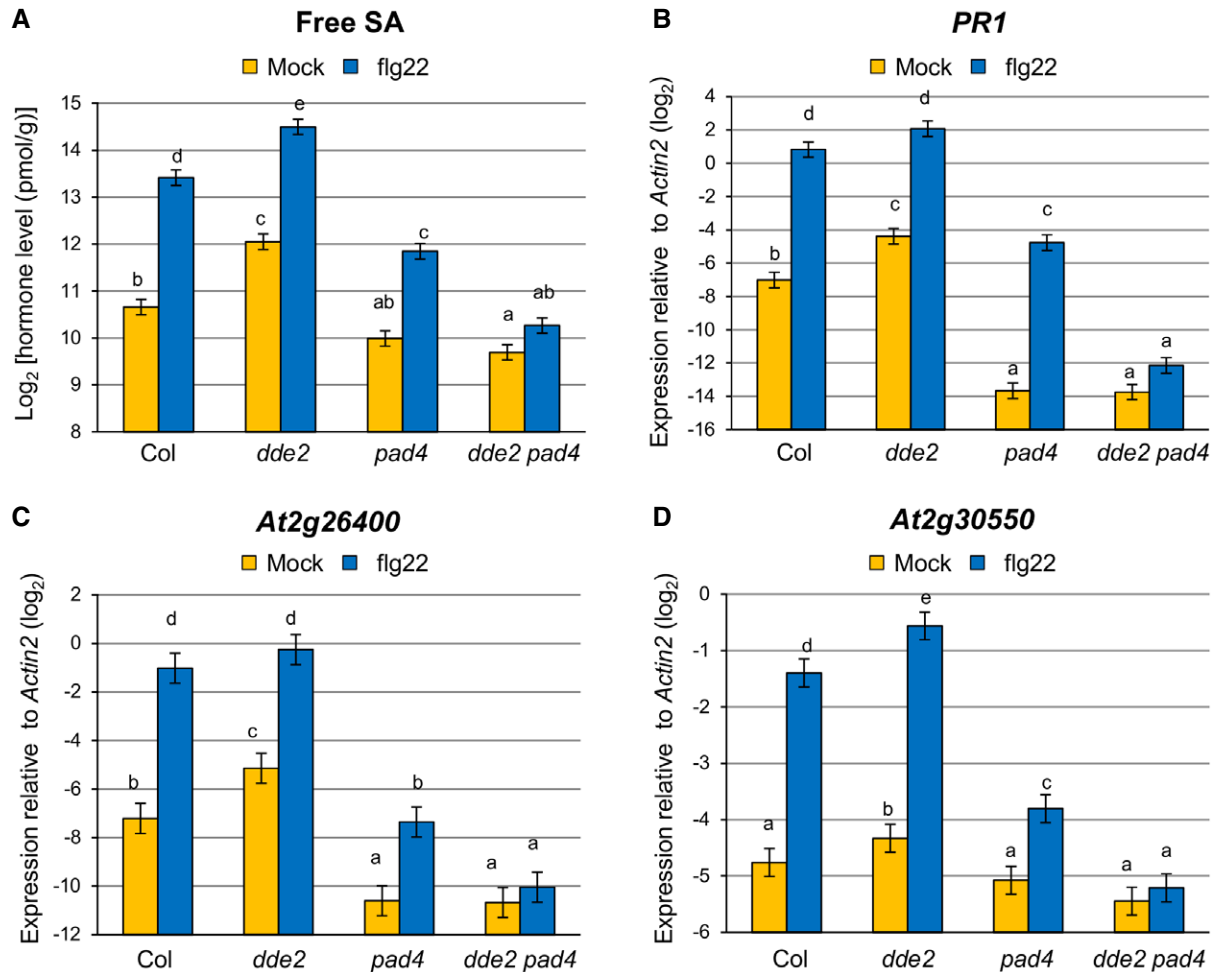 A
Free SA
Mock flg22
Log2 [hormone level (pmol/g)]
15
14
13
12
11
10
9
8
b d c e ab c a ab
Col dde2 pad4 dde2 pad4
B
PR1
Mock flg22
Expression relative to Actin2 (log2)
4
2
0
-2
-4
-6
-8
-10
-12
-14
-16
b d c d a c a a
Col dde2 pad4 dde2 pad4
C
At2g26400
Mock flg22
Expression relative to Actin2 (log2)
2
0
-2
-4
-6
-8
-10
-12
b d c d a b a a
Col dde2 pad4 dde2 pad4
D
At2g30550
Mock flg22
Expression relative to Actin2 (log2)
0
-1
-2
-3
-4
-5
-6
a d b e a c a a
Col dde2 pad4 dde2 pad4